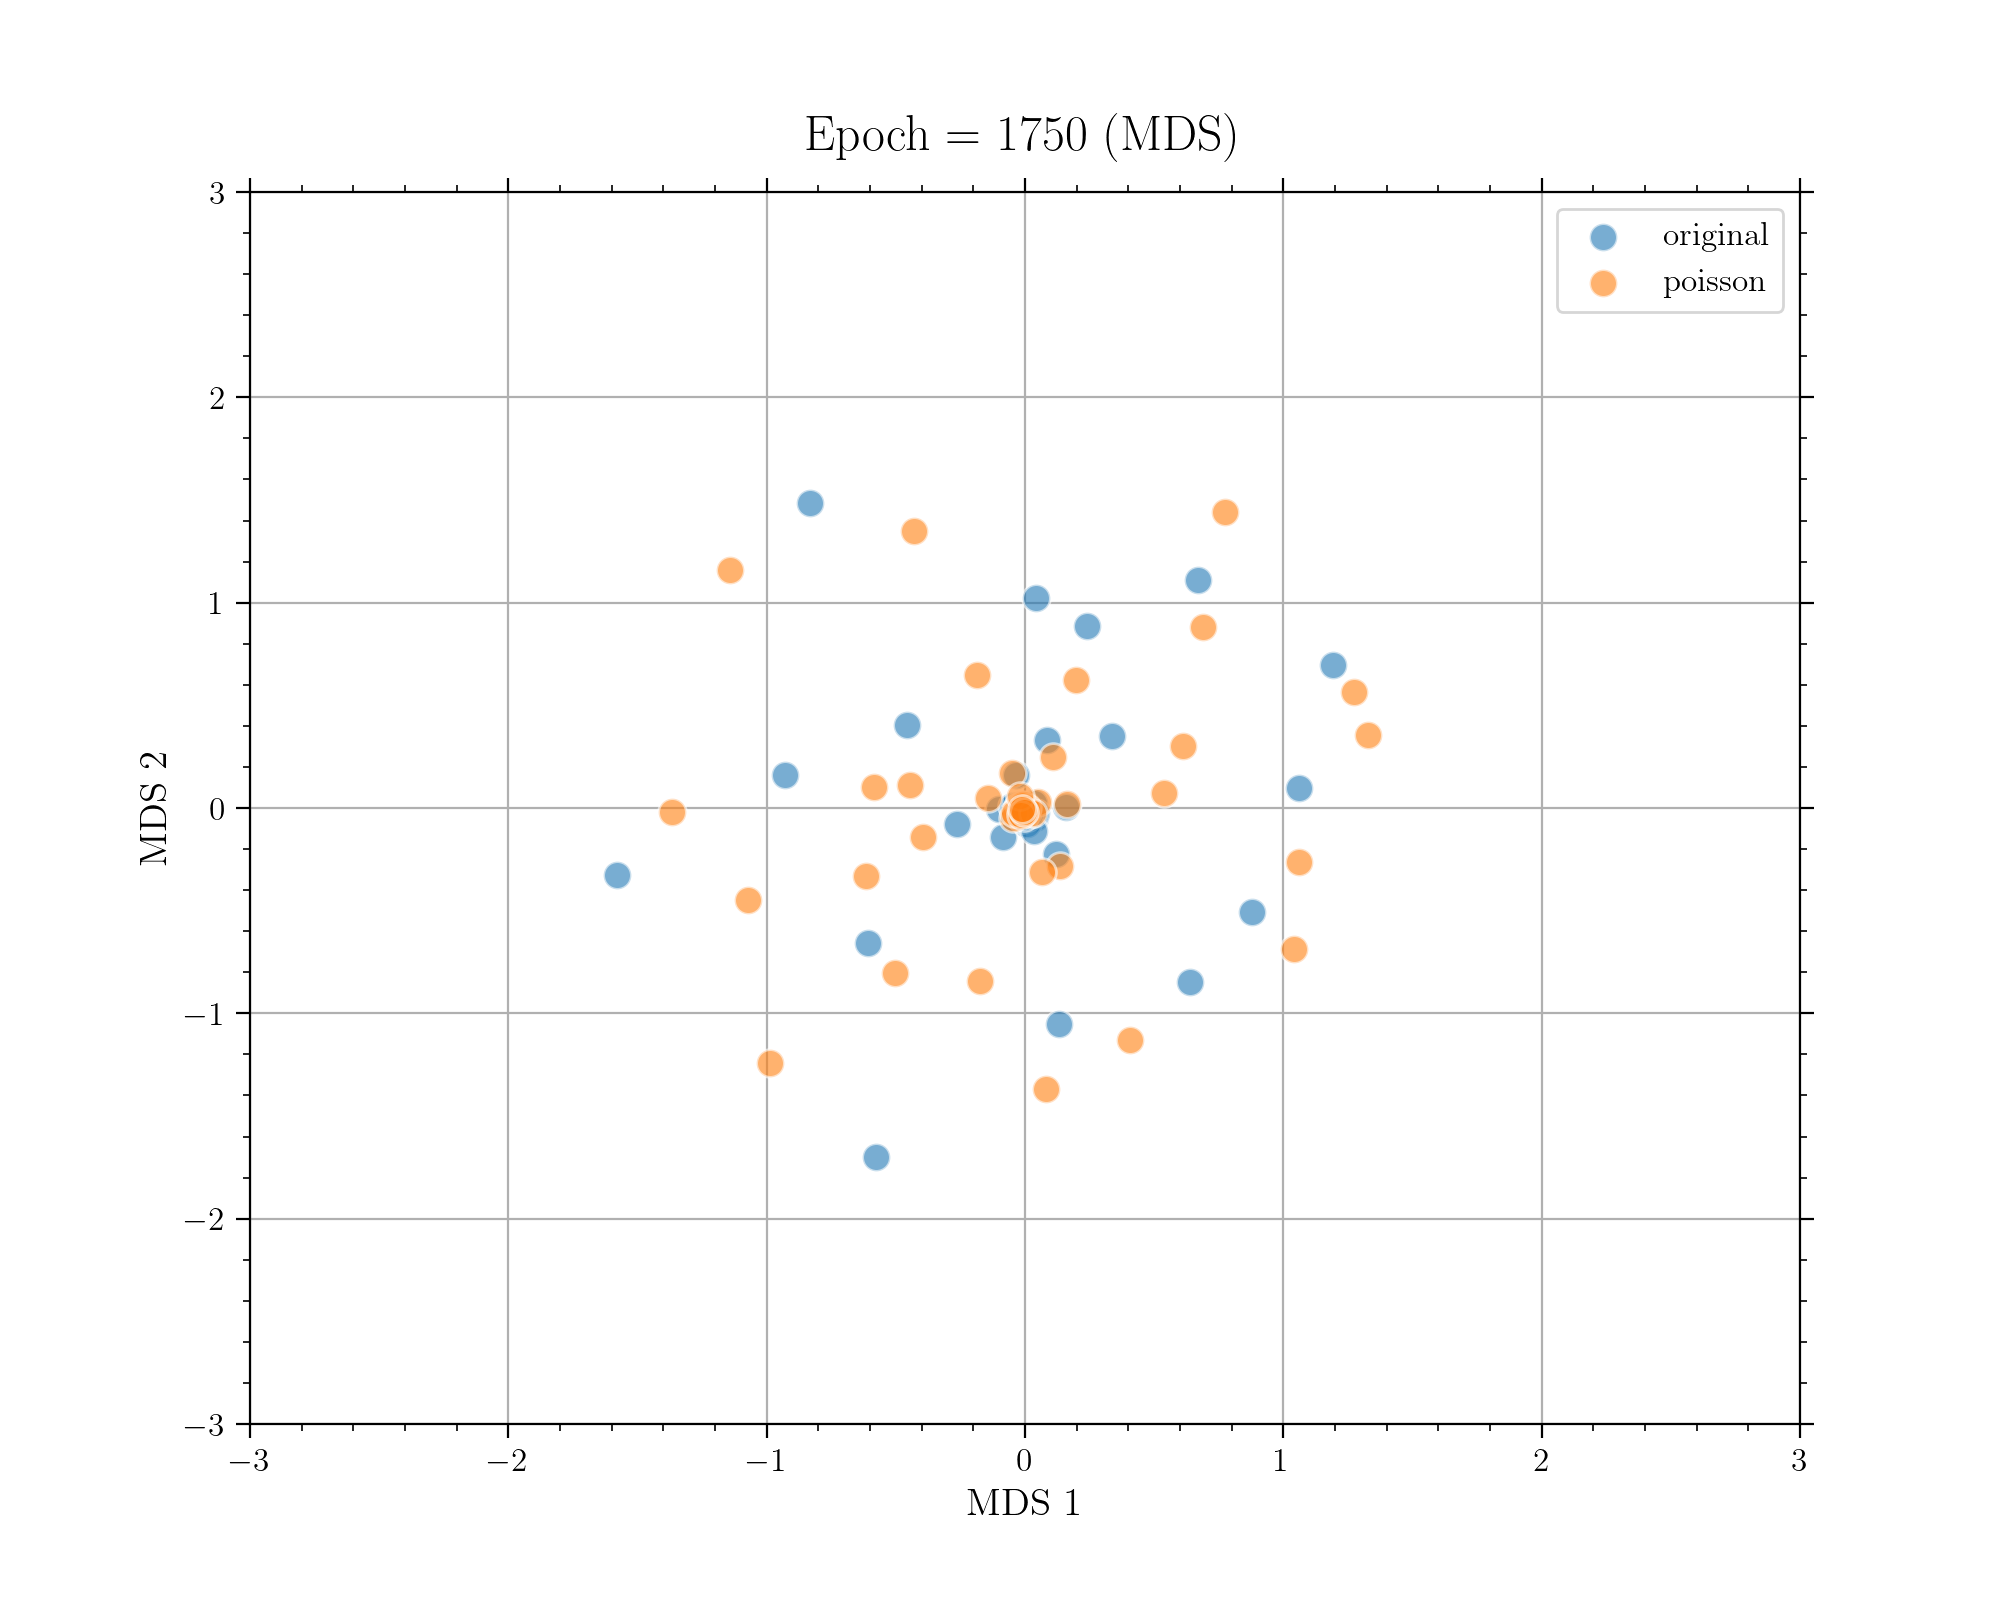 Epoch = 1750 (MDS)
original
poisson
3
2
1
0
−1
−2
−3
MDS 2
−3 −2 −1 0 1 2 3
MDS 1